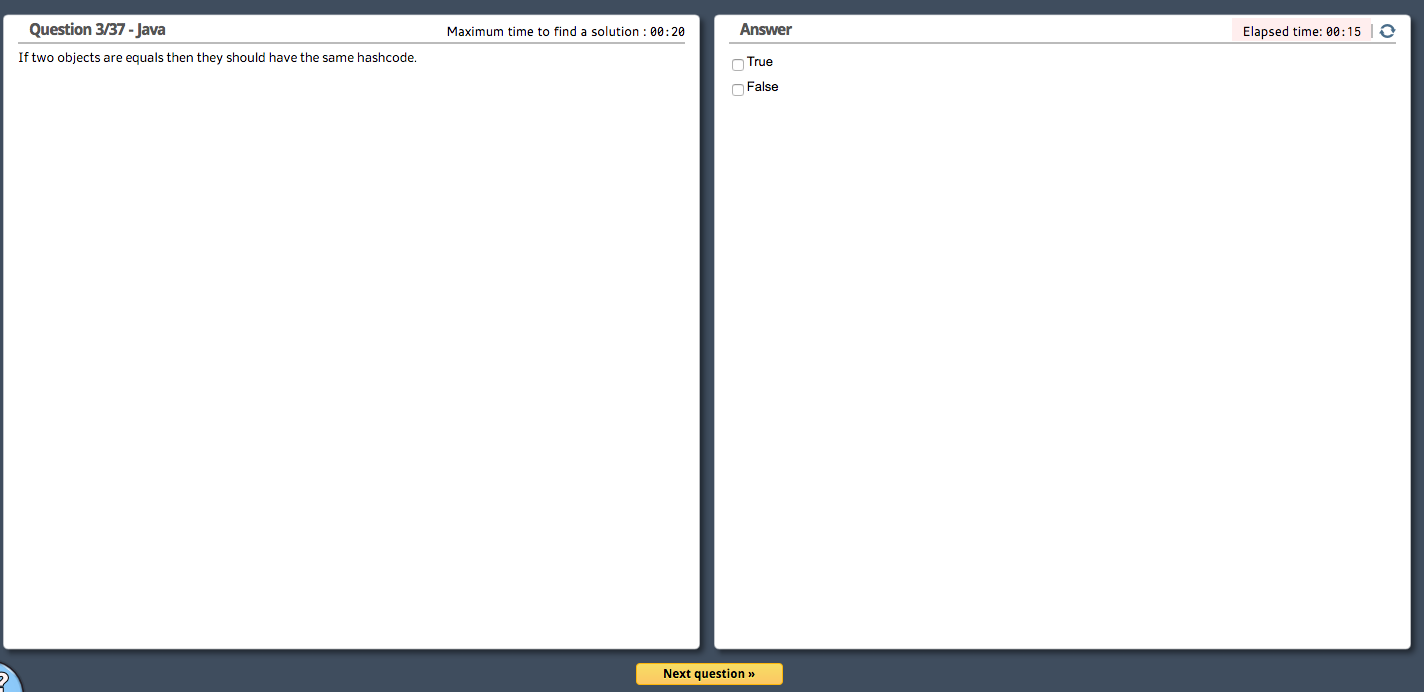 Question 3/37 - Java
Maximum time to find a solution : 00:20
If two objects are equals then they should have the same hashcode.
Answer
Elapsed time: 00:15 |
True
False
Next question »
?